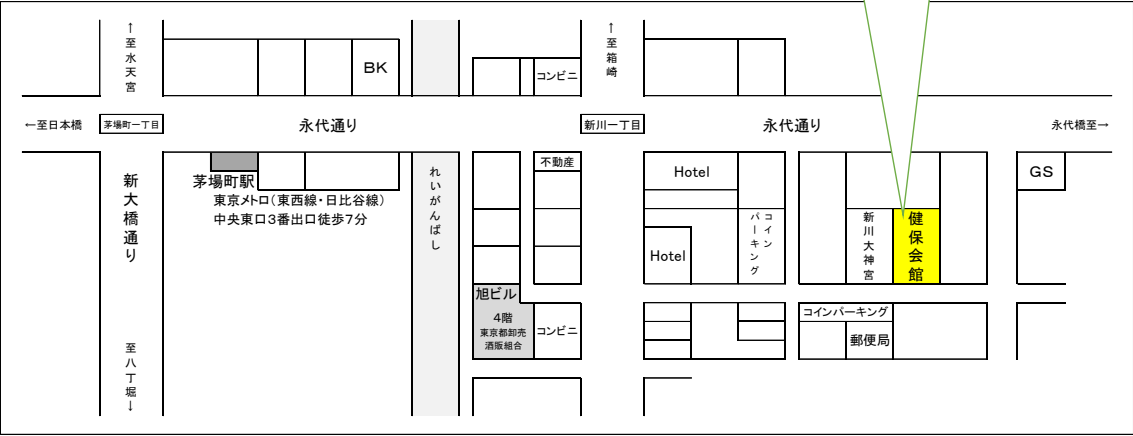 ↑至水天宮
BK
コンビニ
↑至箱崎
←至日本橋
茅場町一丁目
永代通り
新川一丁目
永代通り
永代橋至→
新大橋通り
茅場町駅
東京メトロ(東西線・日比谷線)
中央東口3番出口徒歩7分
れいがんばし
不動産
Hotel
Hotel
コイン
パーキング
新川大神宮
健保会館
GS
旭ビル
4階
東京都卸売
酒販組合
コンビニ
コインパーキング
郵便局
至八丁堀↓